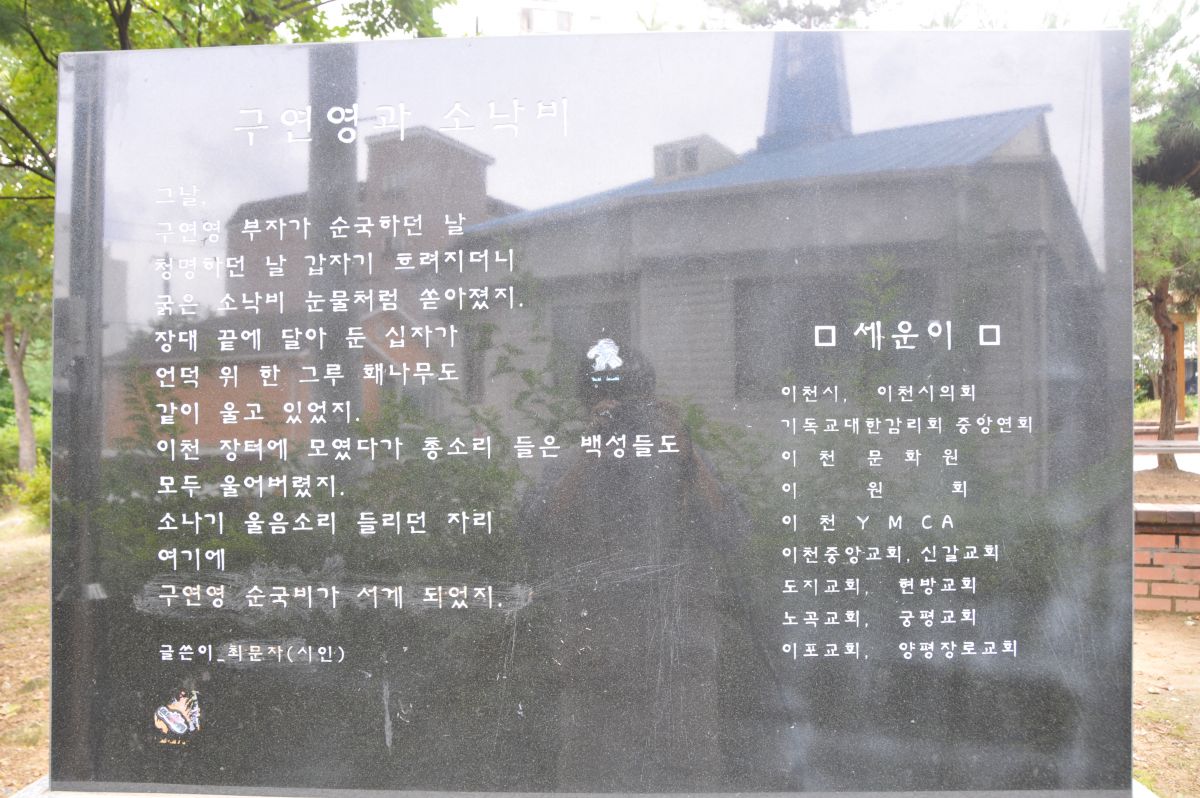 구연영과 소낙비
그날,
구연영 부자가 순국하던 날
청명하던 날 갑자기 흐려지더니
굵은 소낙비 눈물처럼 쏟아졌지.
장대 끝에 달아 둔 십자가
언덕 위 한 그루 홰나무도
같이 울고 있었지.
이천 장터에 모였다가 총소리 들은 백성들도
모두 울어버렸지.
소나기 울음소리 들리던 자리
여기에
구연영 순국비가 서게 되었지.
글쓴이_최문자(시인)
□ 세운이 □
이천시, 이천시의회
기독교대한감리회 중앙연회
이 천 문 화 원
이 원 회
이 천 Y M C A
이천중앙교회, 신갈교회
도지교회, 현방교회
노곡교회, 궁평교회
이포교회, 양평장로교회